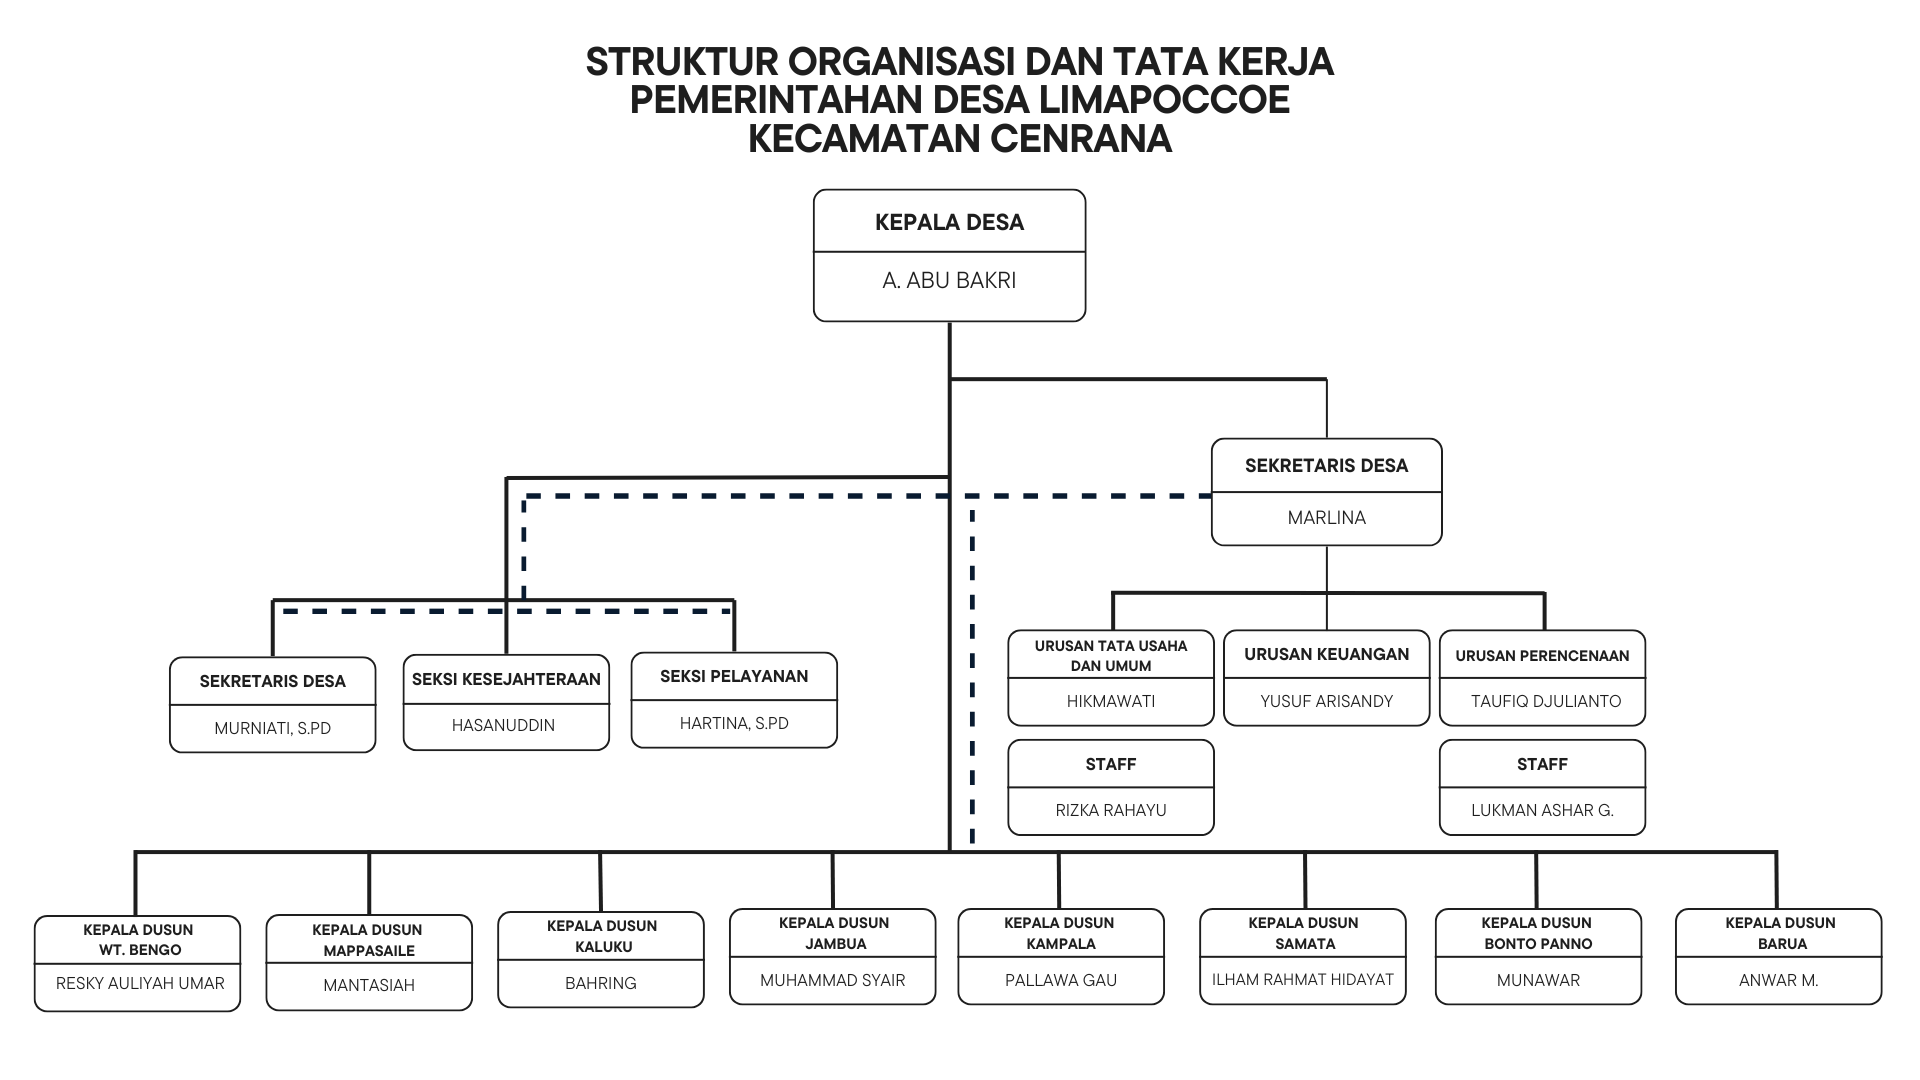 STRUKTUR ORGANISASI DAN TATA KERJA
PEMERINTAHAN DESA LIMAPOCCOE
KECAMATAN CENRANA
KEPALA DESA
A. ABU BAKRI
SEKRETARIS DESA
MARLINA
SEKRETARIS DESA
MURNIATI, S.PD
SEKSI KESEJAHTERAAN
HASANUDDIN
SEKSI PELAYANAN
HARTINA, S.PD
URUSAN TATA USAHA
DAN UMUM
HIKMAWATI
URUSAN KEUANGAN
YUSUF ARISANDY
URUSAN PERENCENAAN
TAUFIQ DJULIANTO
STAFF
RIZKA RAHAYU
STAFF
LUKMAN ASHAR G.
KEPALA DUSUN
WT. BENGO
RESKY AULIYAH UMAR
KEPALA DUSUN
MAPPASAILE
MANTASIAH
KEPALA DUSUN
KALUKU
BAHRING
KEPALA DUSUN
JAMBUA
MUHAMMAD SYAIR
KEPALA DUSUN
KAMPALA
PALLAWA GAU
KEPALA DUSUN
SAMATA
ILHAM RAHMAT HIDAYAT
KEPALA DUSUN
BONTO PANNO
MUNAWAR
KEPALA DUSUN
BARUA
ANWAR M.